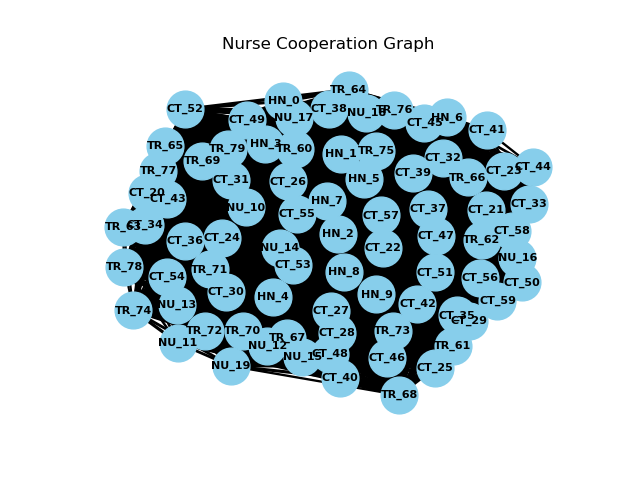 Nurse Cooperation Graph
TR_64
HN_0
CT_52
CT_38
TR_76
NU_18
NU_17
HN_6
CT_49
CT_45
CT_41
HN_3
TR_65
TR_79
TR_60
TR_75
HN_1
CT_32
TR_69
CT_44
TR_77
CT_23
CT_39
TR_66
HN_5
CT_31
CT_26
CT_20
CT_43
HN_7
CT_33
NU_10
CT_37
CT_21
CT_55
CT_57
CT_34
TR_63
CT_58
HN_2
CT_47
CT_24
CT_36
TR_62
NU_14
CT_22
NU_16
CT_53
TR_78
TR_71
HN_8
CT_51
CT_54
CT_56
CT_50
CT_30
HN_9
HN_4
CT_59
NU_13
CT_42
TR_74
CT_27
CT_35
CT_29
TR_72
TR_70
CT_28
TR_73
TR_67
NU_11
NU_12
TR_61
CT_48
NU_15
CT_46
NU_19
CT_25
CT_40
TR_68